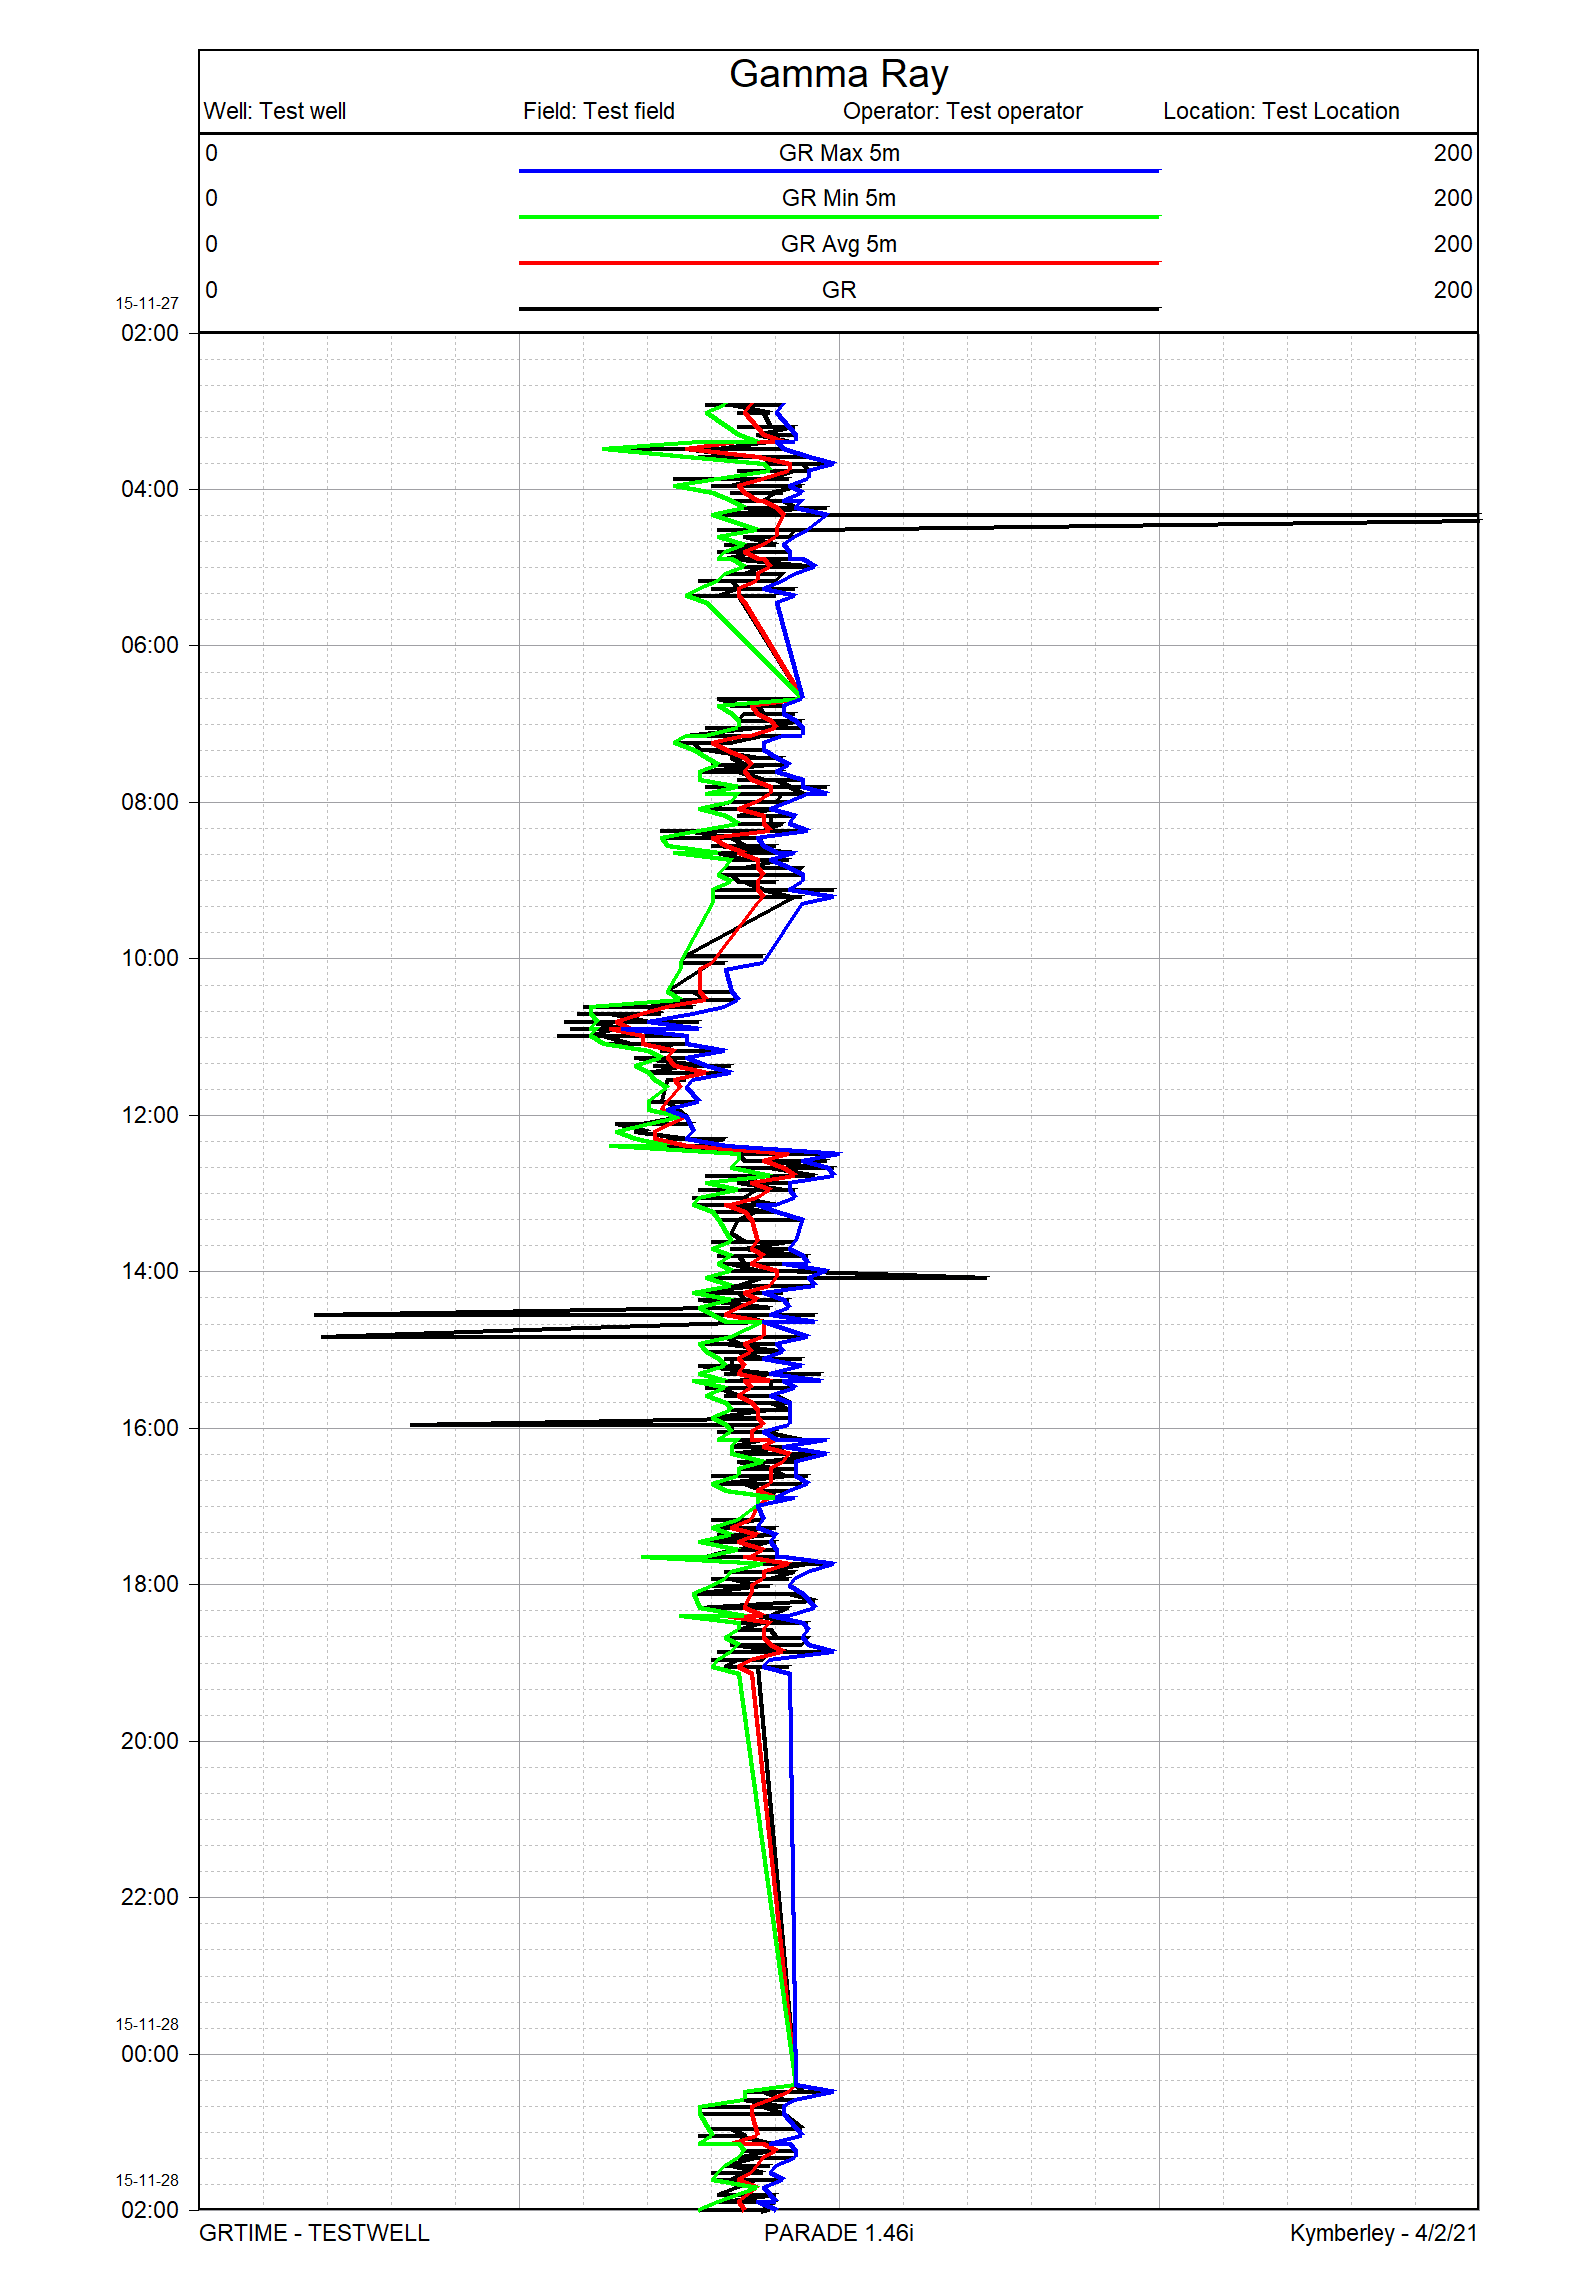 Gamma Ray
Well: Test well Field: Test field Operator: Test operator Location: Test Location
0 GR Max 5m 200
0 GR Min 5m 200
0 GR Avg 5m 200
0 GR 200
15-11-27
02:00
04:00
06:00
08:00
10:00
12:00
14:00
16:00
18:00
20:00
22:00
15-11-28
00:00
15-11-28
02:00
GRTIME - TESTWELL PARADE 1.46i Kymberley - 4/2/21